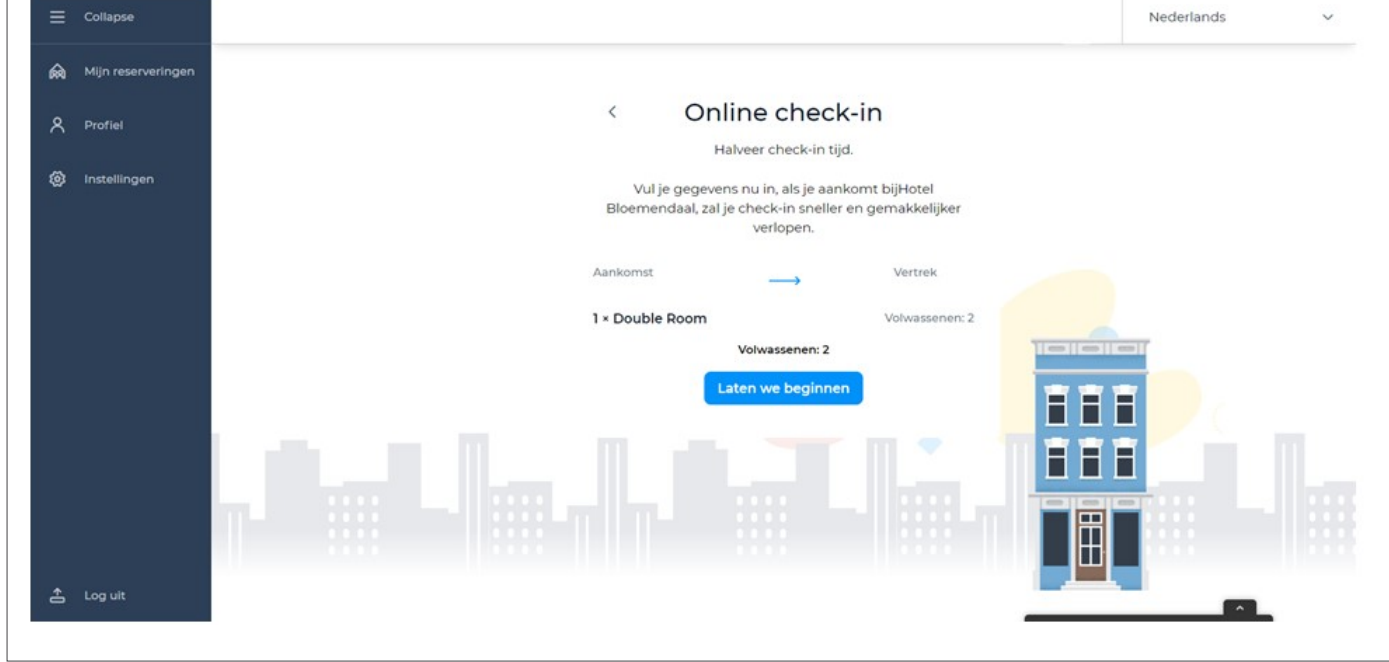 Collapse
Nederlands
Mijn reserveringen
Profiel
Instellingen
Online check-in
Halveer check-in tijd.
Vul je gegevens nu in, als je aankomt bijHotel
Bloemendaal, zal je check-in sneller en gemakkelijker
verlopen.
Aankomst
Vertrek
1 × Double Room
Volwassenen: 2
Volwassenen: 2
Laten we beginnen
Log uit